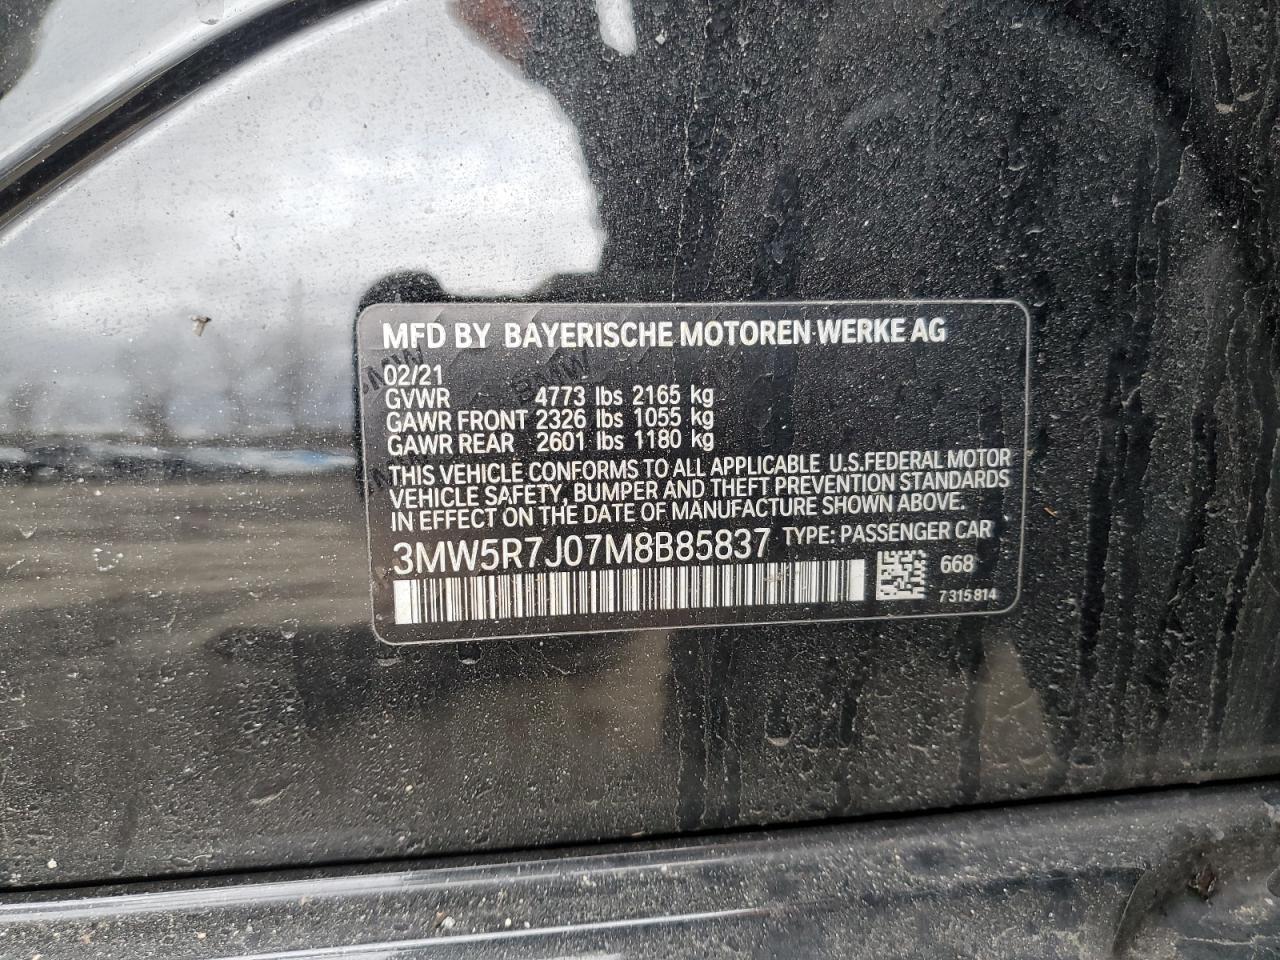 MFD BY BAYERISCHE MOTOREN WERKE AG
02/21
GVWR 4773 lbs 2165 kg
GAWR FRONT 2326 lbs 1055 kg
GAWR REAR 2601 lbs 1180 kg
THIS VEHICLE CONFORMS TO ALL APPLICABLE U.S.FEDERAL MOTOR
VEHICLE SAFETY, BUMPER AND THEFT PREVENTION STANDARDS
IN EFFECT ON THE DATE OF MANUFACTURE SHOWN ABOVE.
3MW5R7J07M8B85837 TYPE: PASSENGER CAR
668
7315814